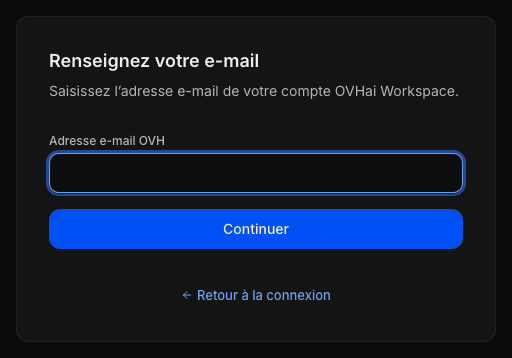 Renseignez votre e-mail
Saisissez l’adresse e-mail de votre compte OVHai Workspace.
Adresse e-mail OVH
Continuer
← Retour à la connexion